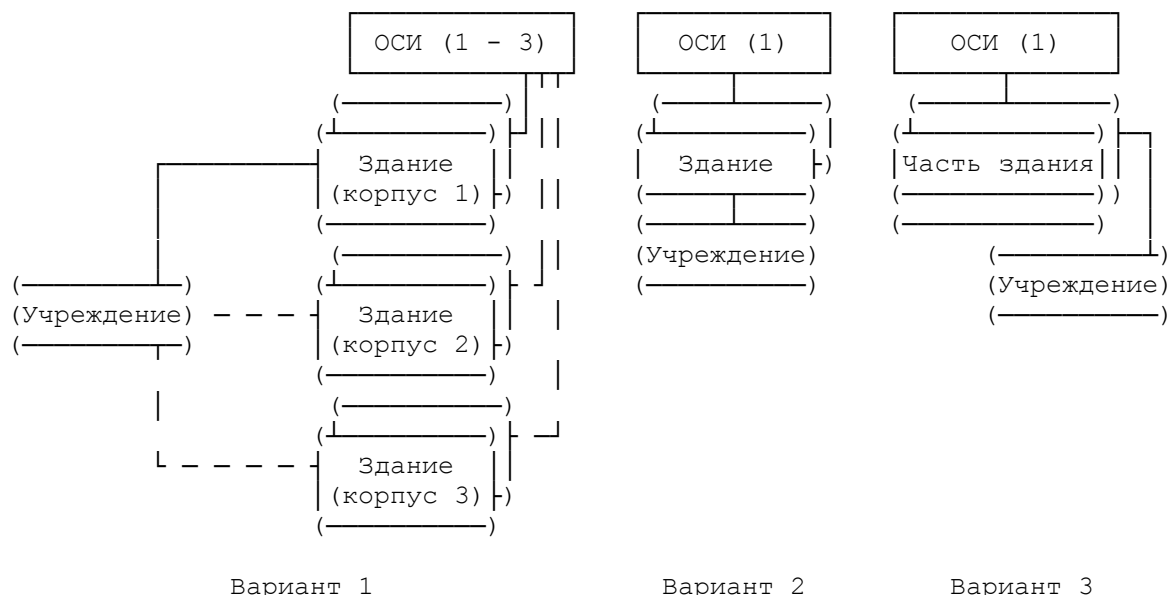 ОСИ (1 - 3)
ОСИ (1)
ОСИ (1)
Здание
(корпус 1)
Здание
Часть здания
(Учреждение)
(Учреждение)
Здание
(корпус 2)
(Учреждение)
Здание
(корпус 3)
Вариант 1
Вариант 2
Вариант 3